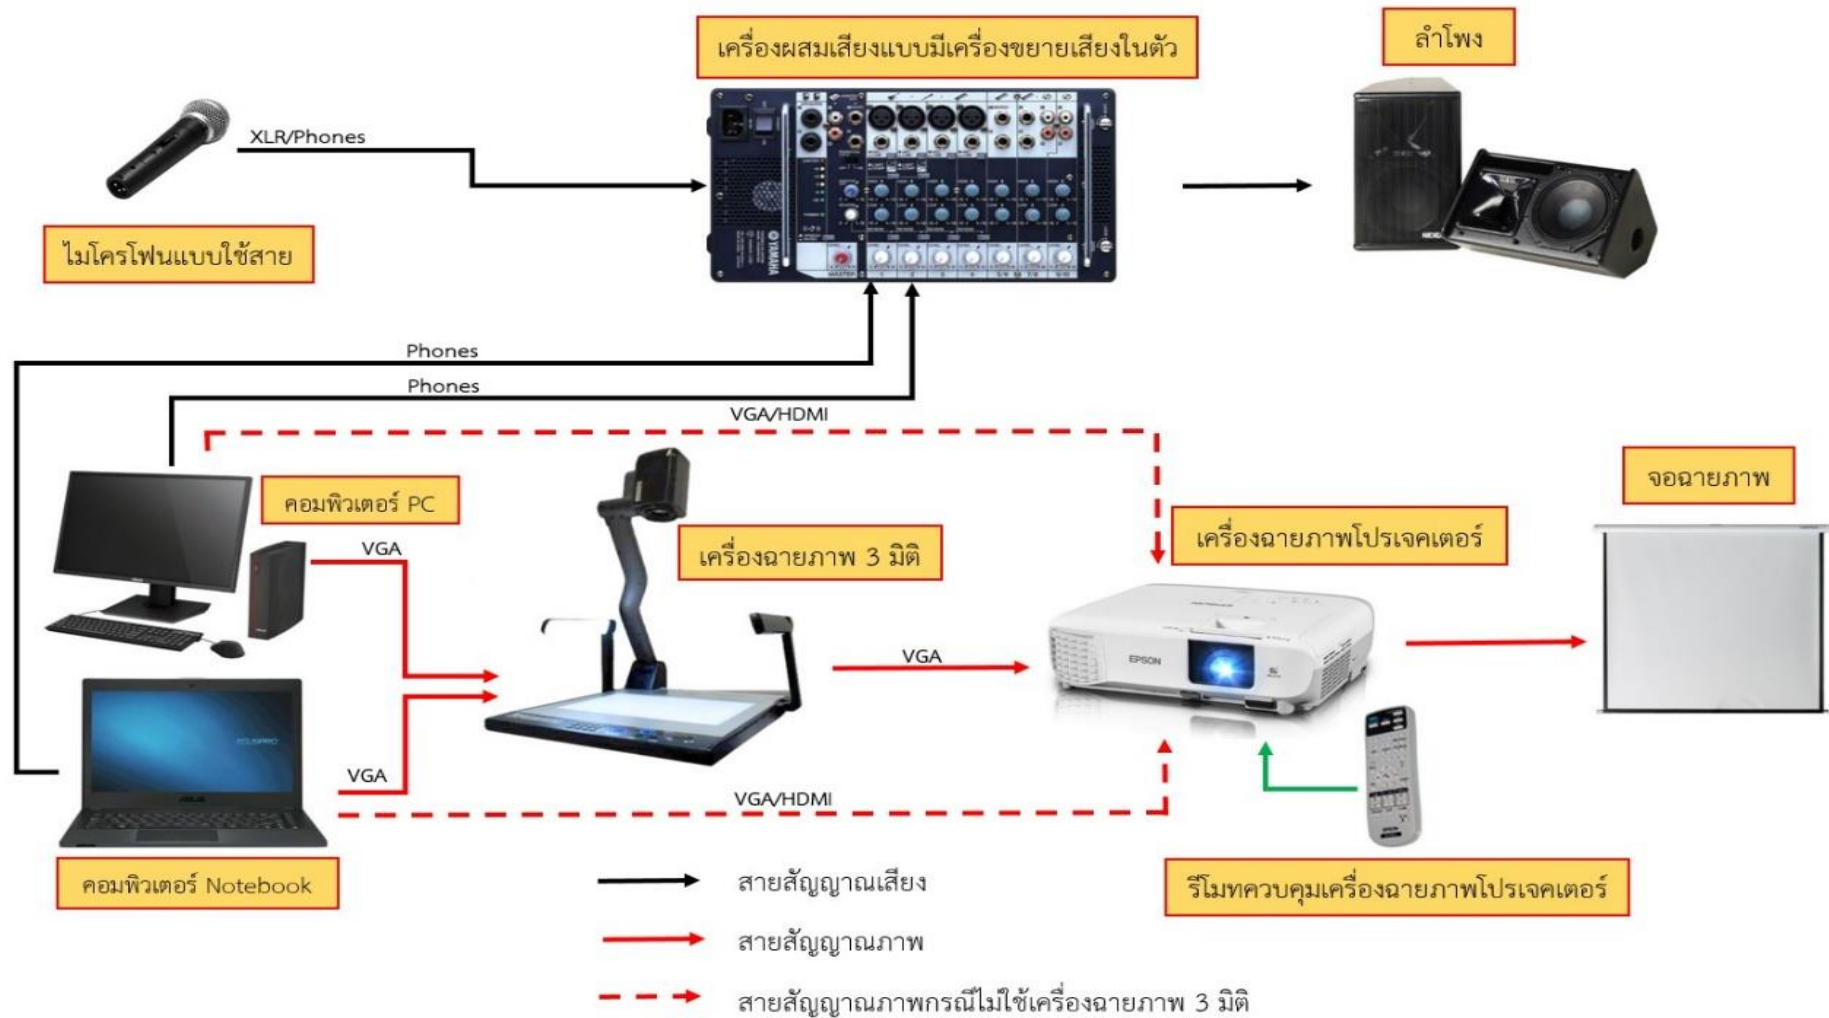 เครื่องผสมเสียงแบบมีเครื่องขยายเสียงในตัว
ลำโพง
XLR/Phones
ไมโครโฟนแบบใช้สาย
YAMAHA
MASTER
Phones
Phones
VGA/HDMI
คอมพิวเตอร์ PC
จอฉายภาพ
VGA
เครื่องฉายภาพ 3 มิติ
เครื่องฉายภาพโปรเจคเตอร์
VGA
EPSON
VGA
VGA/HDMI
คอมพิวเตอร์ Notebook
รีโมทควบคุมเครื่องฉายภาพโปรเจคเตอร์
สายสัญญาณเสียง
สายสัญญาณภาพ
สายสัญญาณภาพกรณีไม่ใช้เครื่องฉายภาพ 3 มิติ